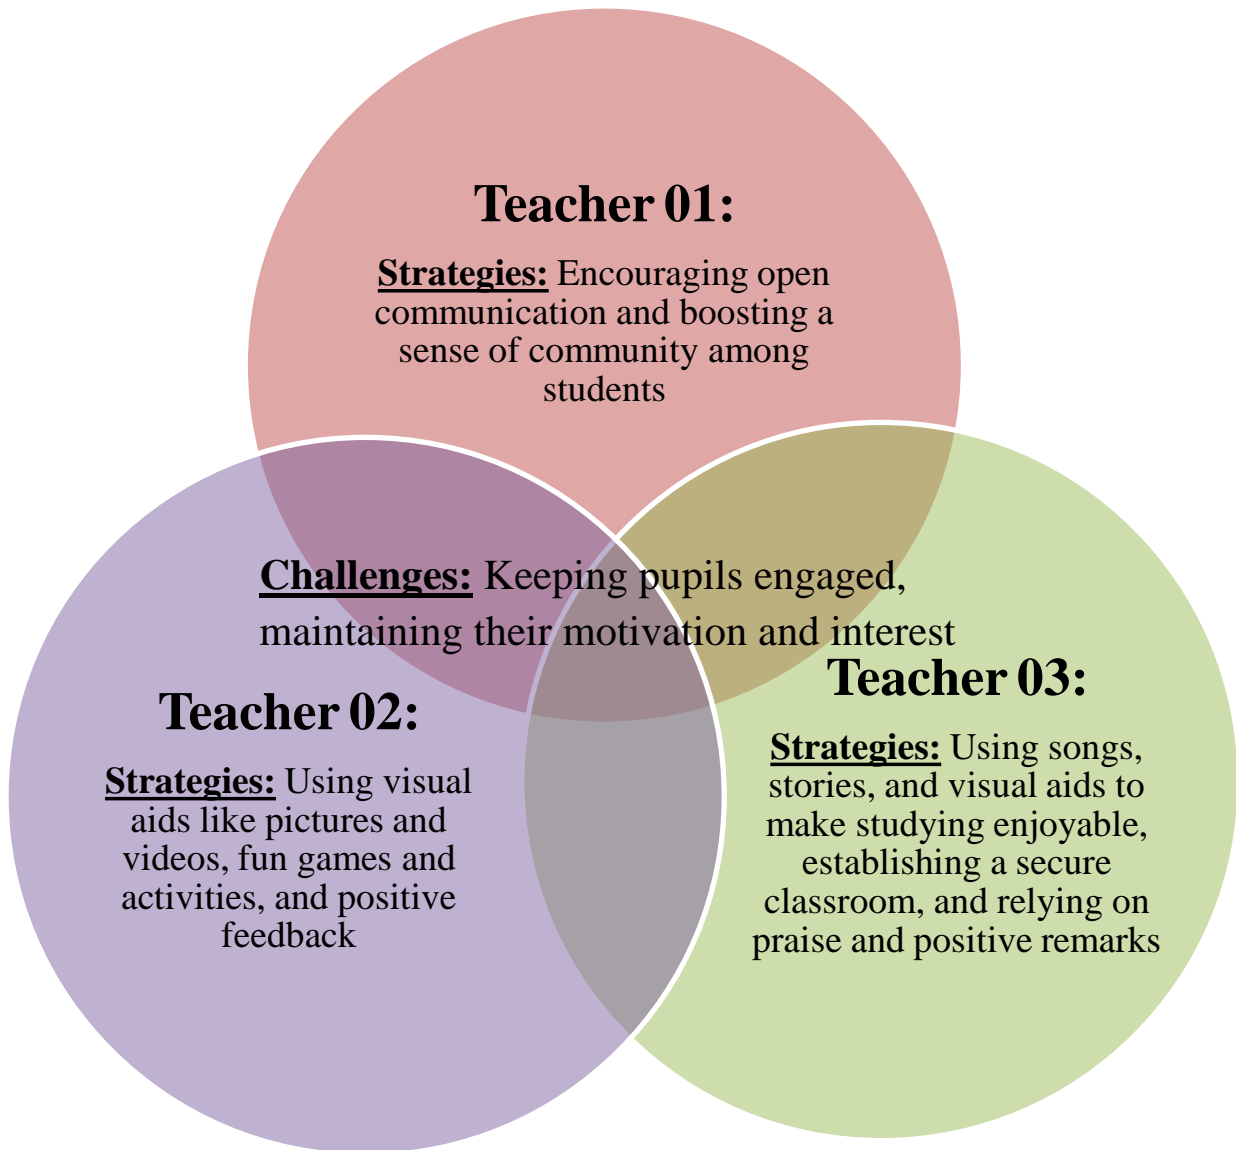 Teacher 01:
Strategies: Encouraging open
communication and boosting a
sense of community among
students
Challenges: Keeping pupils engaged,
maintaining their motivation and interest
Teacher 02:
Strategies: Using visual
aids like pictures and
videos, fun games and
activities, and positive
feedback
Teacher 03:
Strategies: Using songs,
stories, and visual aids to
make studying enjoyable,
establishing a secure
classroom, and relying on
praise and positive remarks